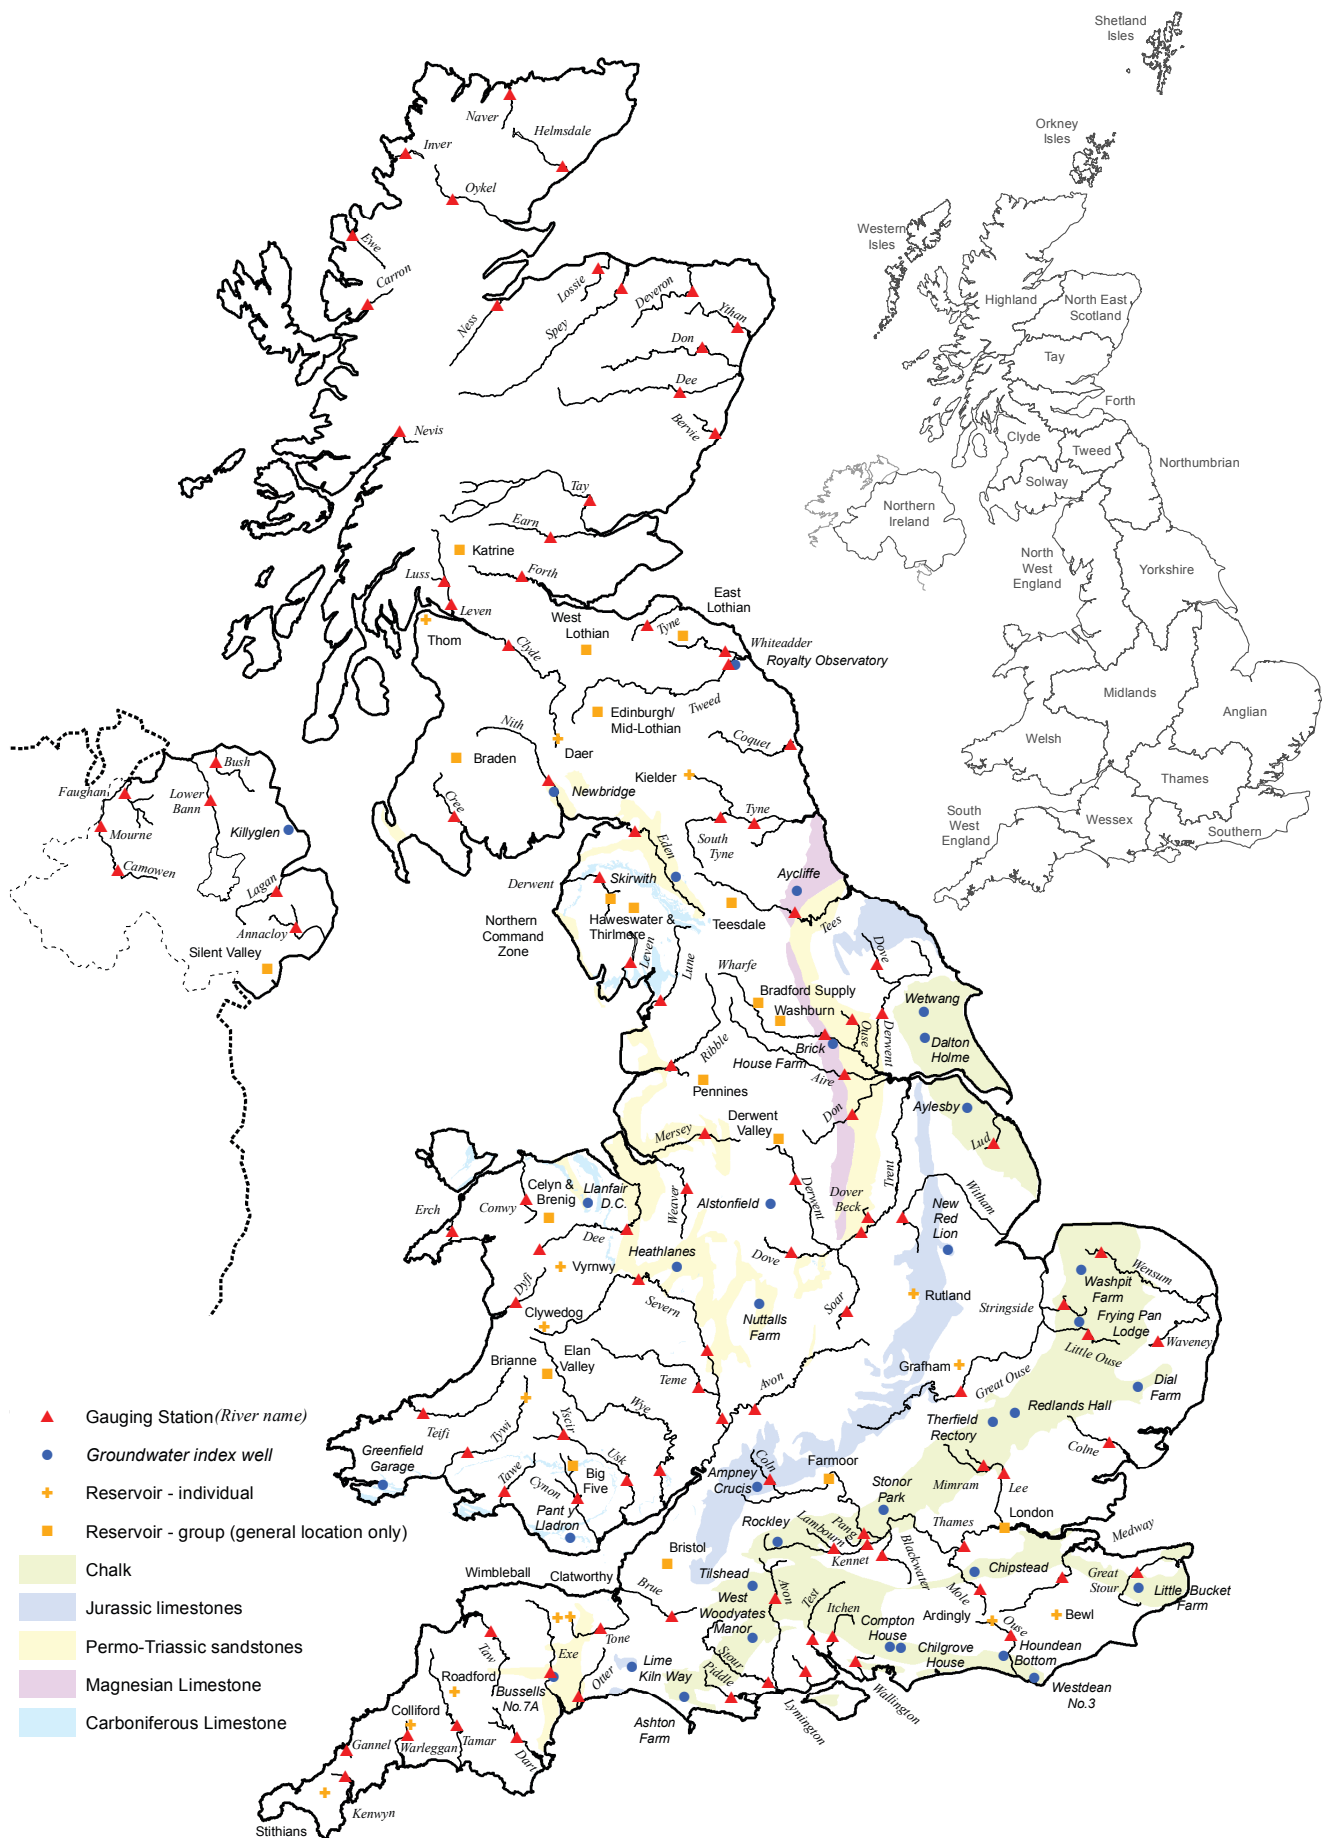 Shetland
Isles
Orkney
Isles
Western
Isles
Highland
North East
Scotland
Tay
Forth
Clyde
Tweed
Solway
Northumbrian
Northern
Ireland
North
West
England
Yorkshire
Midlands
Anglian
Welsh
Thames
South
West
England
Wessex
Southern
Naver
Helmsdale
Inver
Oykel
Ewe
Carron
Ness
Lossie
Spey
Deveron
Ythan
Don
Dee
Bervie
Nevis
Tay
Earn
Katrine
Forth
Luss
Leven
Thom
Clyde
West
Lothian
East
Lothian
Tyne
Whiteadder
Royalty Observatory
Tweed
Edinburgh/
Mid-Lothian
Nith
Daer
Braden
Coquet
Kielder
Newbridge
Cree
Tyne
South
Tyne
Eden
Bush
Faughan
Lower
Bann
Killyglen
Mourne
Camowen
Lagan
Annacloy
Silent Valley
Derwent
Skirwith
Aycliffe
Northern
Command
Zone
Haweswater &
Thirlmere
Teesdale
Tees
Leven
Lune
Dove
Wharfe
Bradford Supply
Washburn
Wetwang
Dalton
Holme
Ouse
Derwent
Ribble
Brick
House Farm
Aire
Pennines
Derwent
Valley
Don
Aylesby
Lud
Mersey
Celyn &
Brenig
Llanfair
D.C.
Conwy
Erch
Weaver
Alstonfield
Derwent
Dover
Beck
Trent
Witham
New
Red
Lion
Dee
Heathlanes
Dove
Vyrnwy
Dyfi
Clywedog
Severn
Nuttalls
Farm
Soar
Rutland
Stringside
Washpit
Farm
Wensum
Frying Pan
Lodge
Little Ouse
Waveney
Brianne
Elan
Valley
Teme
Avon
Grafham
Great Ouse
Dial
Farm
Redlands Hall
Therfield
Rectory
Colne
Teifi
Tywi
Yscir
Wye
Usk
Greenfield
Garage
Tawe
Cynon
Big
Five
Pant y
Lladron
Ampney
Crucis
Coln
Farmoor
Stonor
Park
Mimram
Lee
London
Gauging Station (River name)
Groundwater index well
Reservoir - individual
Reservoir - group (general location only)
Chalk
Jurassic limestones
Permo-Triassic sandstones
Magnesian Limestone
Carboniferous Limestone
Bristol
Rockley
Lambourn
Pang
Kennet
Blackwater
Thames
Medway
Wimbleball
Clatworthy
Brue
Tilshead
West
Woodyates
Manor
Avon
Test
Itchen
Chipstead
Mole
Great
Stour
Little Bucket
Farm
Compton
House
Ardingly
Ouse
Bewl
Chilgrove
House
Houndean
Bottom
Westdean
No.3
Tone
Taw
Exe
Otter
Lime
Kiln Way
Stour
Piddle
Lymington
Wallington
Roadford
Bussells
No.7A
Colliford
Ashton
Farm
Gannel
Warleggan
Tamar
Dart
Kenwyn
Stithians